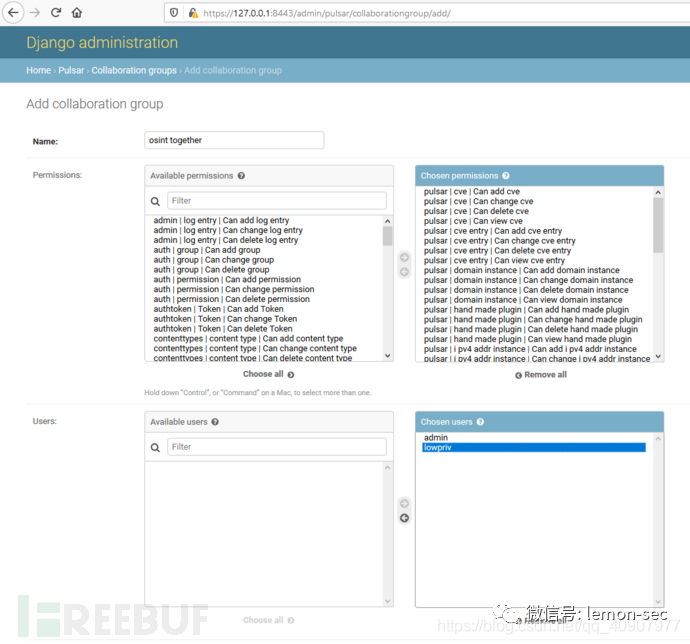 https://127.0.0.1:8443/admin/pulsar/collaborationgroup/add/
Django administration
Home › Pulsar › Collaboration groups › Add collaboration group
Add collaboration group
Name:
osint together
Permissions:
Available permissions
Filter
admin | log entry | Can add log entry
admin | log entry | Can change log entry
admin | log entry | Can delete log entry
auth | group | Can add group
auth | group | Can change group
auth | group | Can delete group
auth | permission | Can add permission
auth | permission | Can change permission
auth | permission | Can delete permission
authtoken | Token | Can add Token
authtoken | Token | Can change Token
authtoken | Token | Can delete Token
contenttypes | content type | Can add content type
contenttypes | content type | Can change content type
contenttypes | content type | Can delete content type
Choose all
Chosen permissions
pulsar | cve | Can add cve
pulsar | cve | Can change cve
pulsar | cve | Can delete cve
pulsar | cve | Can view cve
pulsar | cve entry | Can add cve entry
pulsar | cve entry | Can change cve entry
pulsar | cve entry | Can delete cve entry
pulsar | cve entry | Can view cve entry
pulsar | domain instance | Can add domain instance
pulsar | domain instance | Can change domain instance
pulsar | domain instance | Can delete domain instance
pulsar | domain instance | Can view domain instance
pulsar | hand made plugin | Can add hand made plugin
pulsar | hand made plugin | Can change hand made plugin
pulsar | hand made plugin | Can delete hand made plugin
pulsar | hand made plugin | Can view hand made plugin
pulsar | i pv4 addr instance | Can add i pv4 addr instance
pulsar | i pv4 addr instance | Can change i pv4 addr instance
Remove all
Hold down "Control", or "Command" on a Mac, to select more than one.
Users:
Available users
Filter
Choose all
Chosen users
admin
lowpriv
REEBUF
微信号: lemon-sec
https://blog.csdn.net/qq_40907977